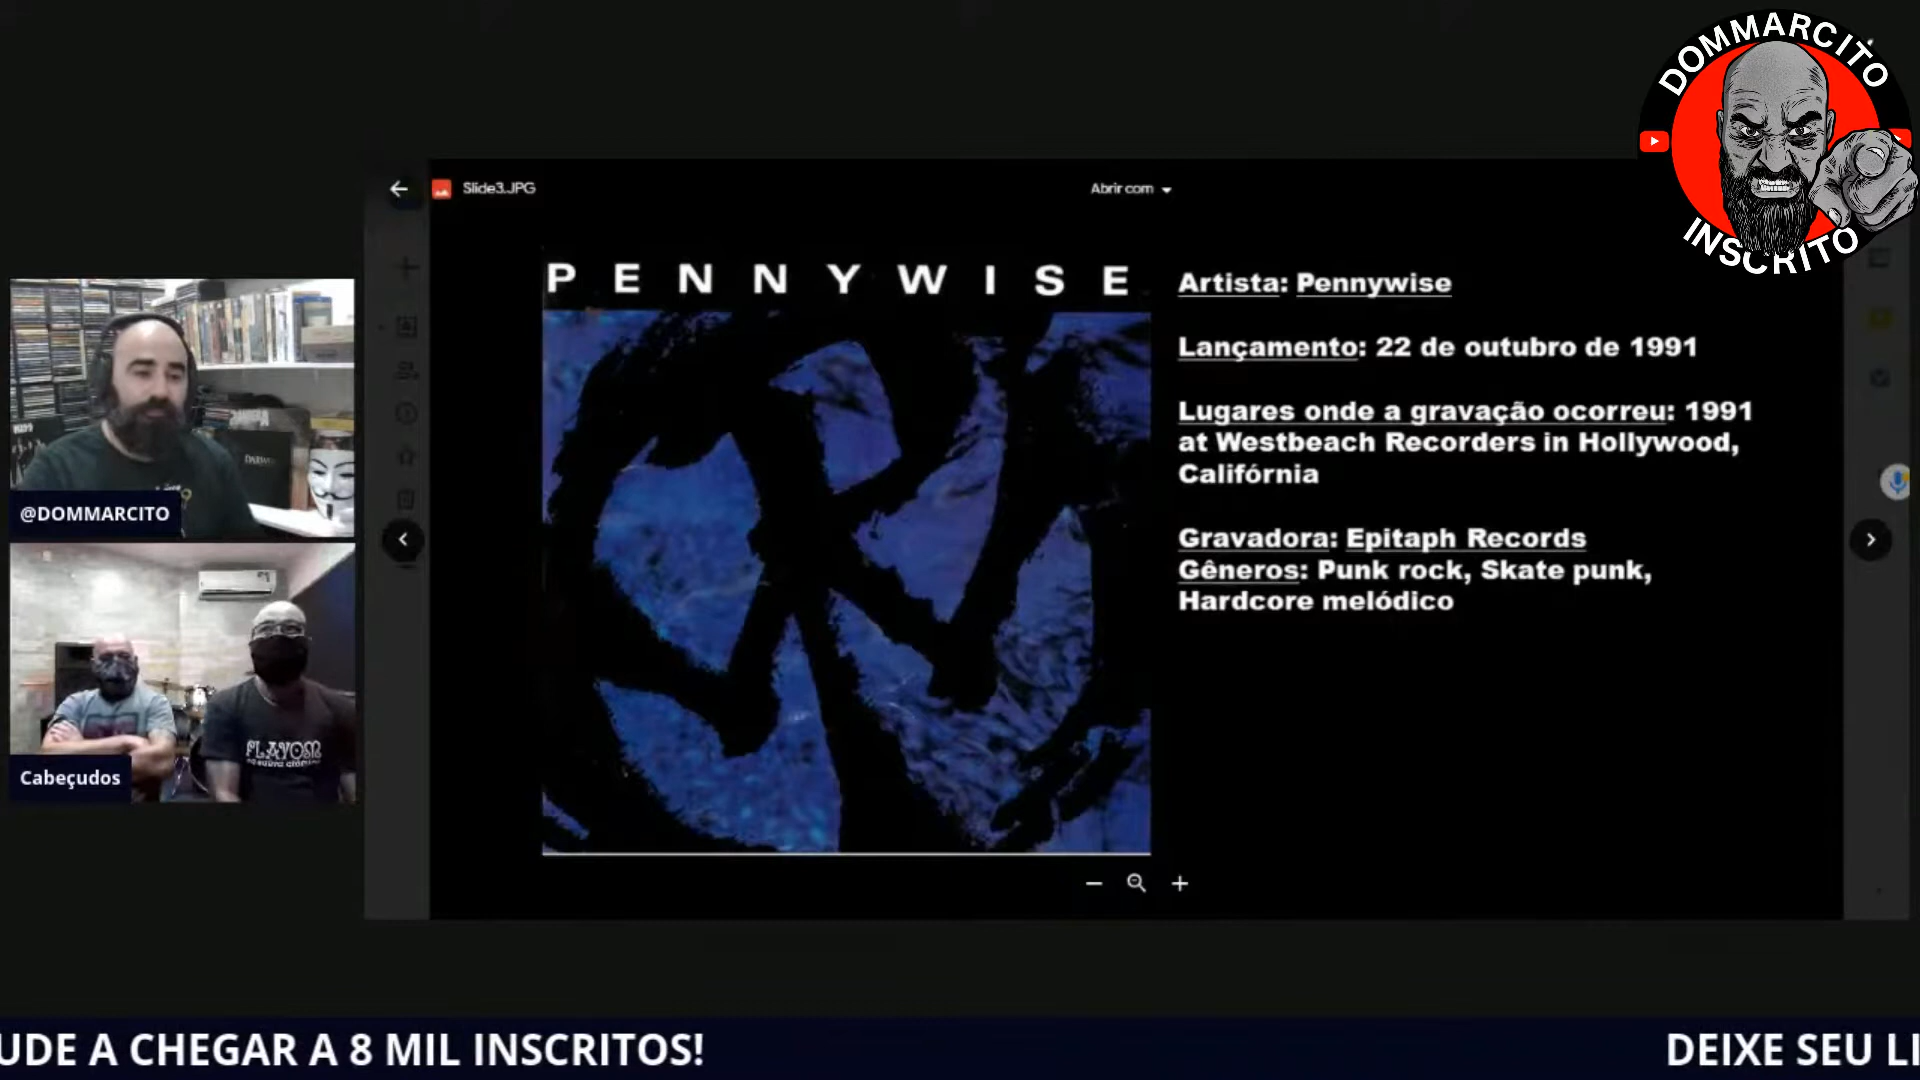 DOMMARCITO
INSCRITO
Slide3.JPG
Abrir com
PENNYWISE
Artista: Pennywise
Lançamento: 22 de outubro de 1991
Lugares onde a gravação ocorreu: 1991
at Westbeach Recorders in Hollywood,
Califórnia
Gravadora: Epitaph Records
Gêneros: Punk rock, Skate punk,
Hardcore melódico
@DOMMARCITO
Cabeçudos
UDE A CHEGAR A 8 MIL INSCRITOS!
DEIXE SEU LI